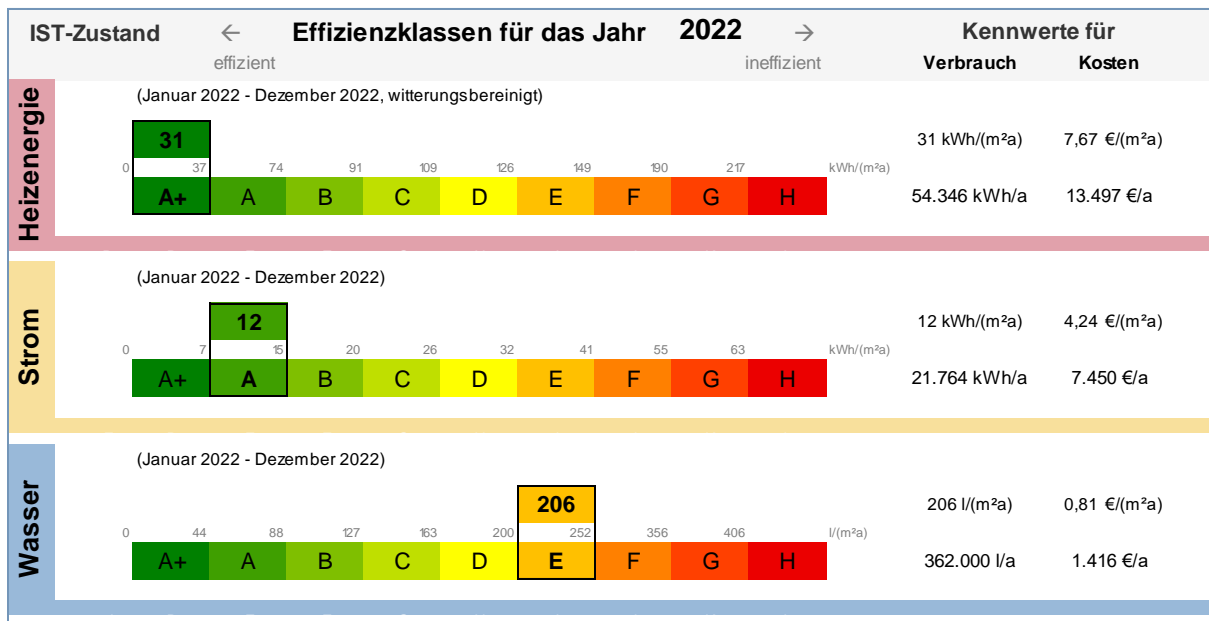 IST-Zustand ← Effizienzklassen für das Jahr 2022 → Kennwerte für
effizient ineffizient Verbrauch Kosten
Heizenergie
(Januar 2022 - Dezember 2022, witterungsbereinigt)
31 31 kWh/(m²a) 7,67 €/(m²a)
0 37 74 91 109 126 149 190 217 kWh/(m²a)
A+ A B C D E F G H 54.346 kWh/a 13.497 €/a
Strom
(Januar 2022 - Dezember 2022)
12 12 kWh/(m²a) 4,24 €/(m²a)
0 7 15 20 26 32 41 55 63 kWh/(m²a)
A+ A B C D E F G H 21.764 kWh/a 7.450 €/a
Wasser
(Januar 2022 - Dezember 2022)
206 206 l/(m²a) 0,81 €/(m²a)
0 44 88 127 163 200 252 356 406 l/(m²a)
A+ A B C D E F G H 362.000 l/a 1.416 €/a